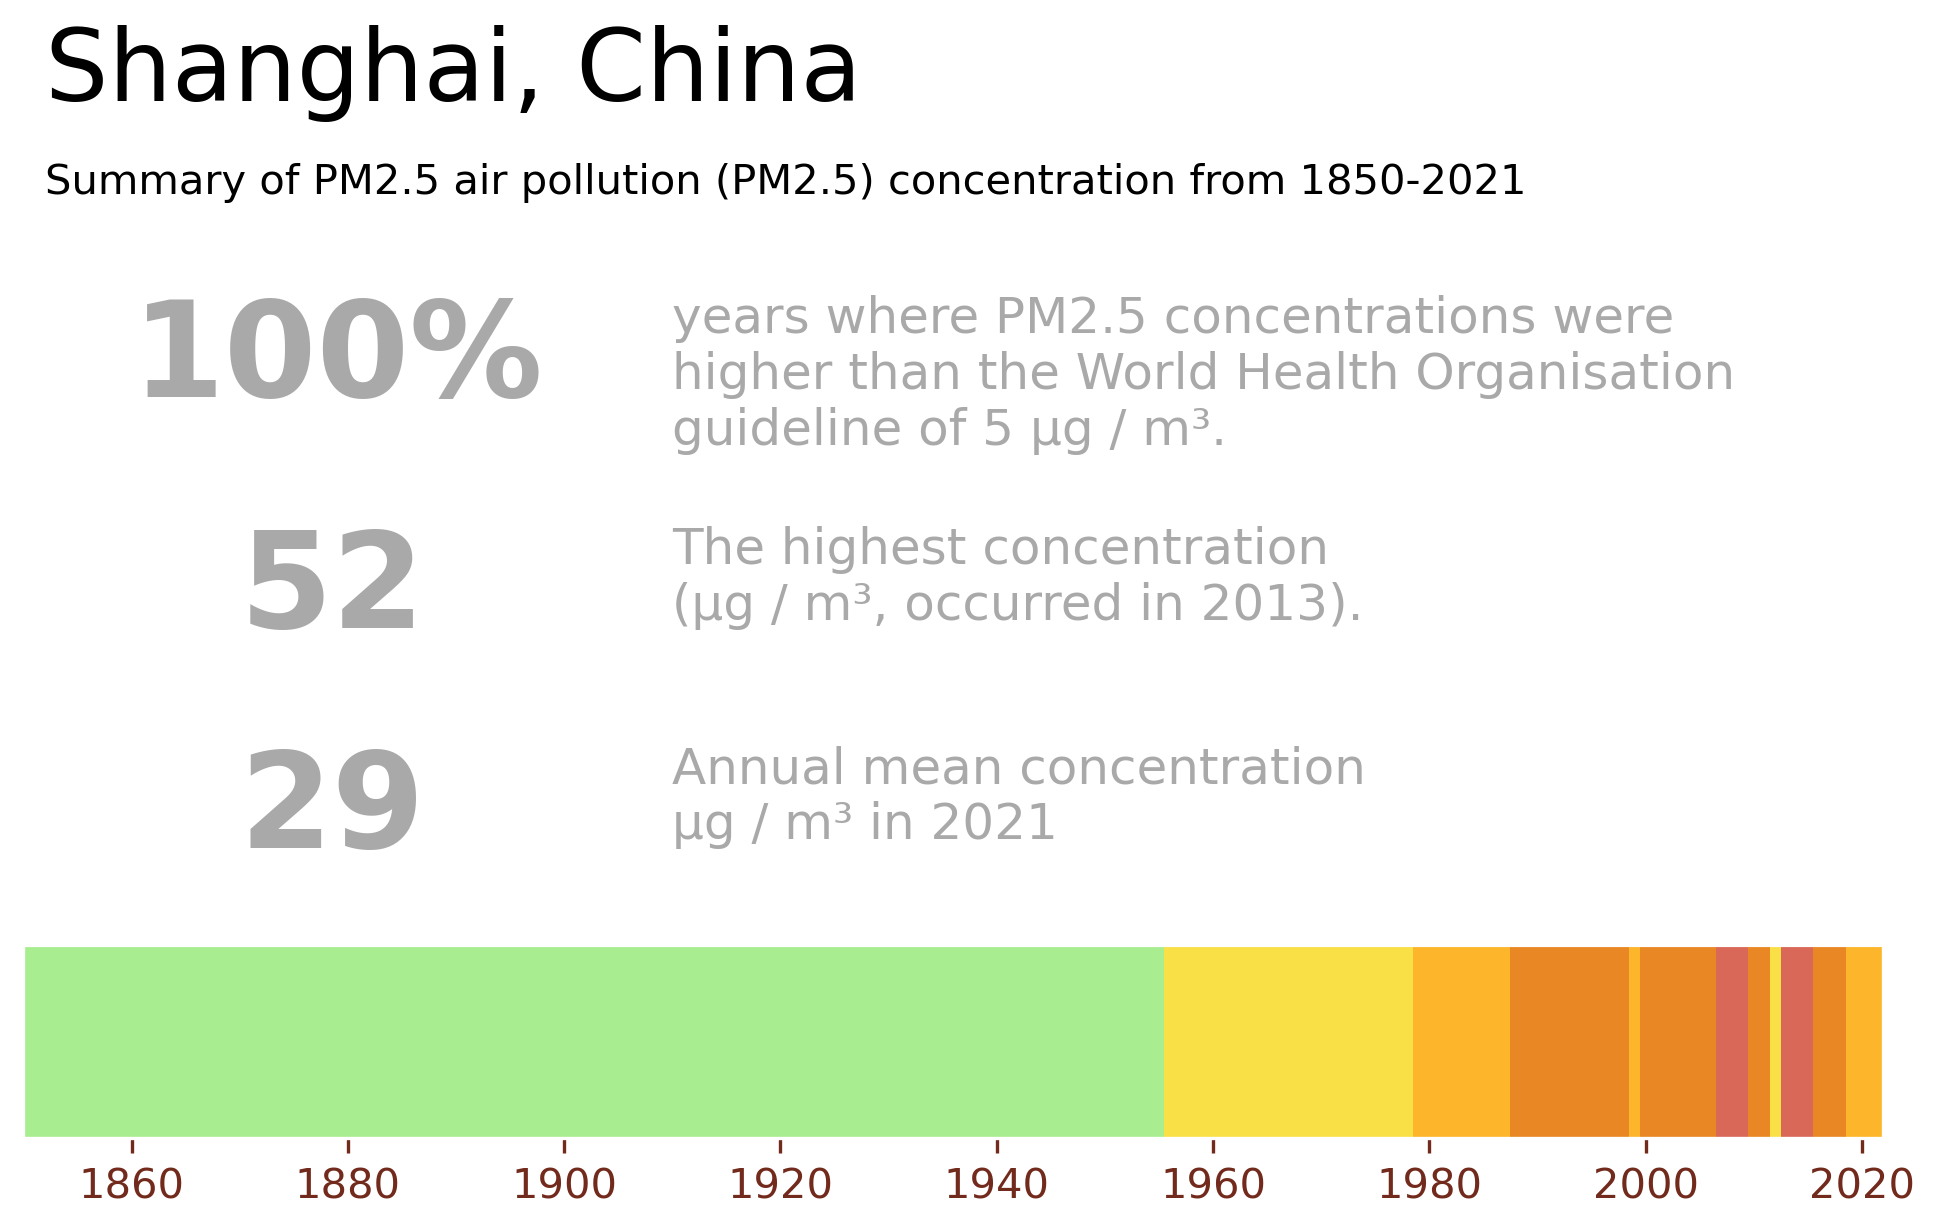 Shanghai, China
Summary of PM2.5 air pollution (PM2.5) concentration from 1850-2021
100%
years where PM2.5 concentrations were
higher than the World Health Organisation
guideline of 5 µg / m³.
52
The highest concentration
(µg / m³, occurred in 2013).
29
Annual mean concentration
µg / m³ in 2021
1860 1880 1900 1920 1940 1960 1980 2000 2020